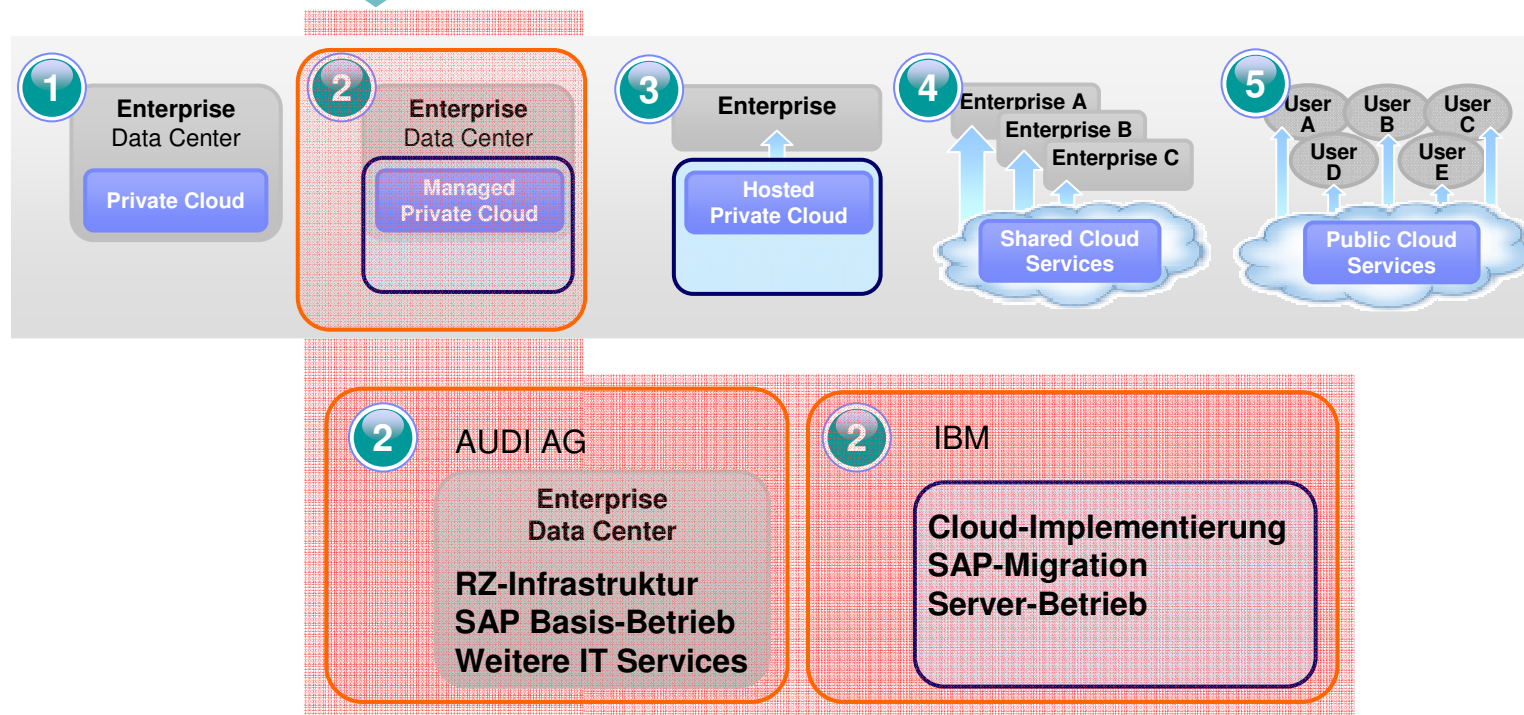 1
Enterprise
Data Center
Private Cloud
2
Enterprise
Data Center
Managed
Private Cloud
3
Enterprise
Hosted
Private Cloud
4
Enterprise A
Enterprise B
Enterprise C
Shared Cloud
Services
5
User
A
User
B
User
C
User
D
User
E
Public Cloud
Services
2
AUDI AG
Enterprise
Data Center
RZ-Infrastruktur
SAP Basis-Betrieb
Weitere IT Services
2
IBM
Cloud-Implementierung
SAP-Migration
Server-Betrieb